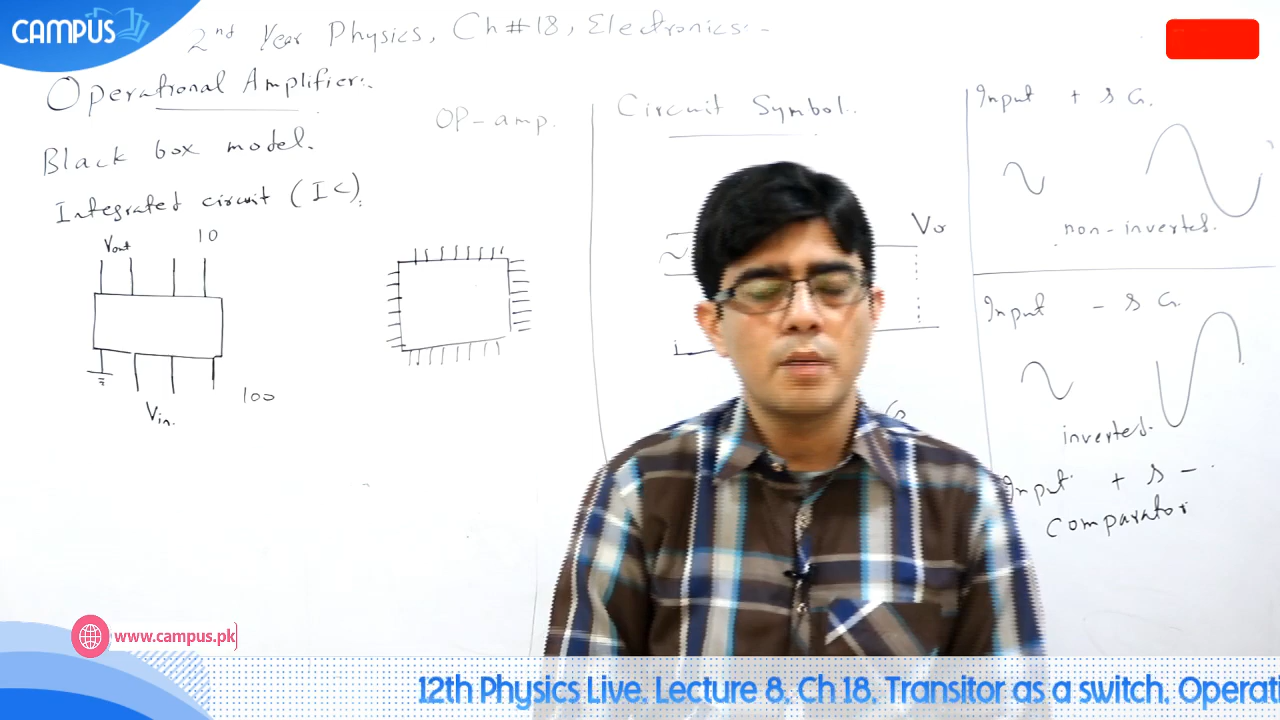 CAMPUS
2nd Year Physics, Ch#18, Electronics:-
Operational Amplifier:.
OP-amp.
Black box model.
Integrated circuit (IC).
Vout
10
Vin.
100
Circuit Symbol.
Input + & G.
non-inverted.
Input - & G.
inverted.
Input + & -
Comparator
www.campus.pk
12th Physics Live, Lecture 8, Ch 18, Transitor as a switch, Operati